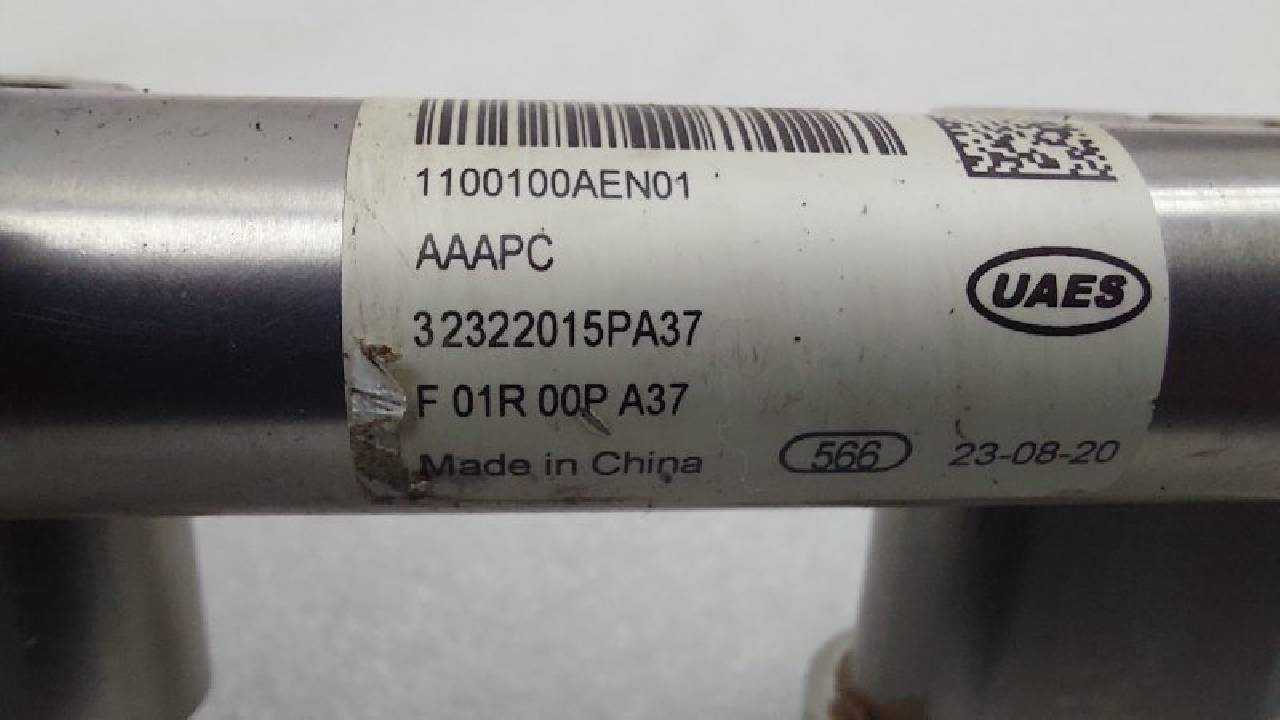 1100100AEN01
AAAPC
UAES
32322015PA37
F 01R 00P A37
Made in China 566 23-08-20